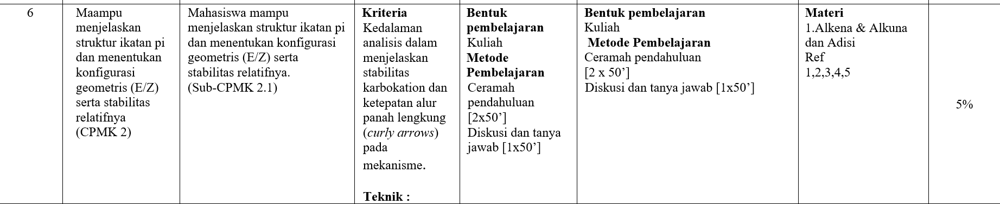 6
Maampu
menjelaskan
struktur ikatan pi
dan menentukan
konfigurasi
geometris (E/Z)
serta stabilitas
relatifnya
(CPMK 2)
Mahasiswa mampu
menjelaskan struktur ikatan pi
dan menentukan konfigurasi
geometris (E/Z) serta
stabilitas relatifnya.
(Sub-CPMK 2.1)
Kriteria
Kedalaman
analisis dalam
menjelaskan
stabilitas
karbokation dan
ketepatan alur
panah lengkung
(curly arrows)
pada
mekanisme.
Teknik :
Bentuk
pembelajaran
Kuliah
Metode
Pembelajaran
Ceramah
pendahuluan
[2x50’]
Diskusi dan tanya
jawab [1x50’]
Bentuk pembelajaran
Kuliah
Metode Pembelajaran
Ceramah pendahuluan
[2 x 50’]
Diskusi dan tanya jawab [1x50’]
Materi
1.Alkena & Alkuna
dan Adisi
Ref
1,2,3,4,5
5%